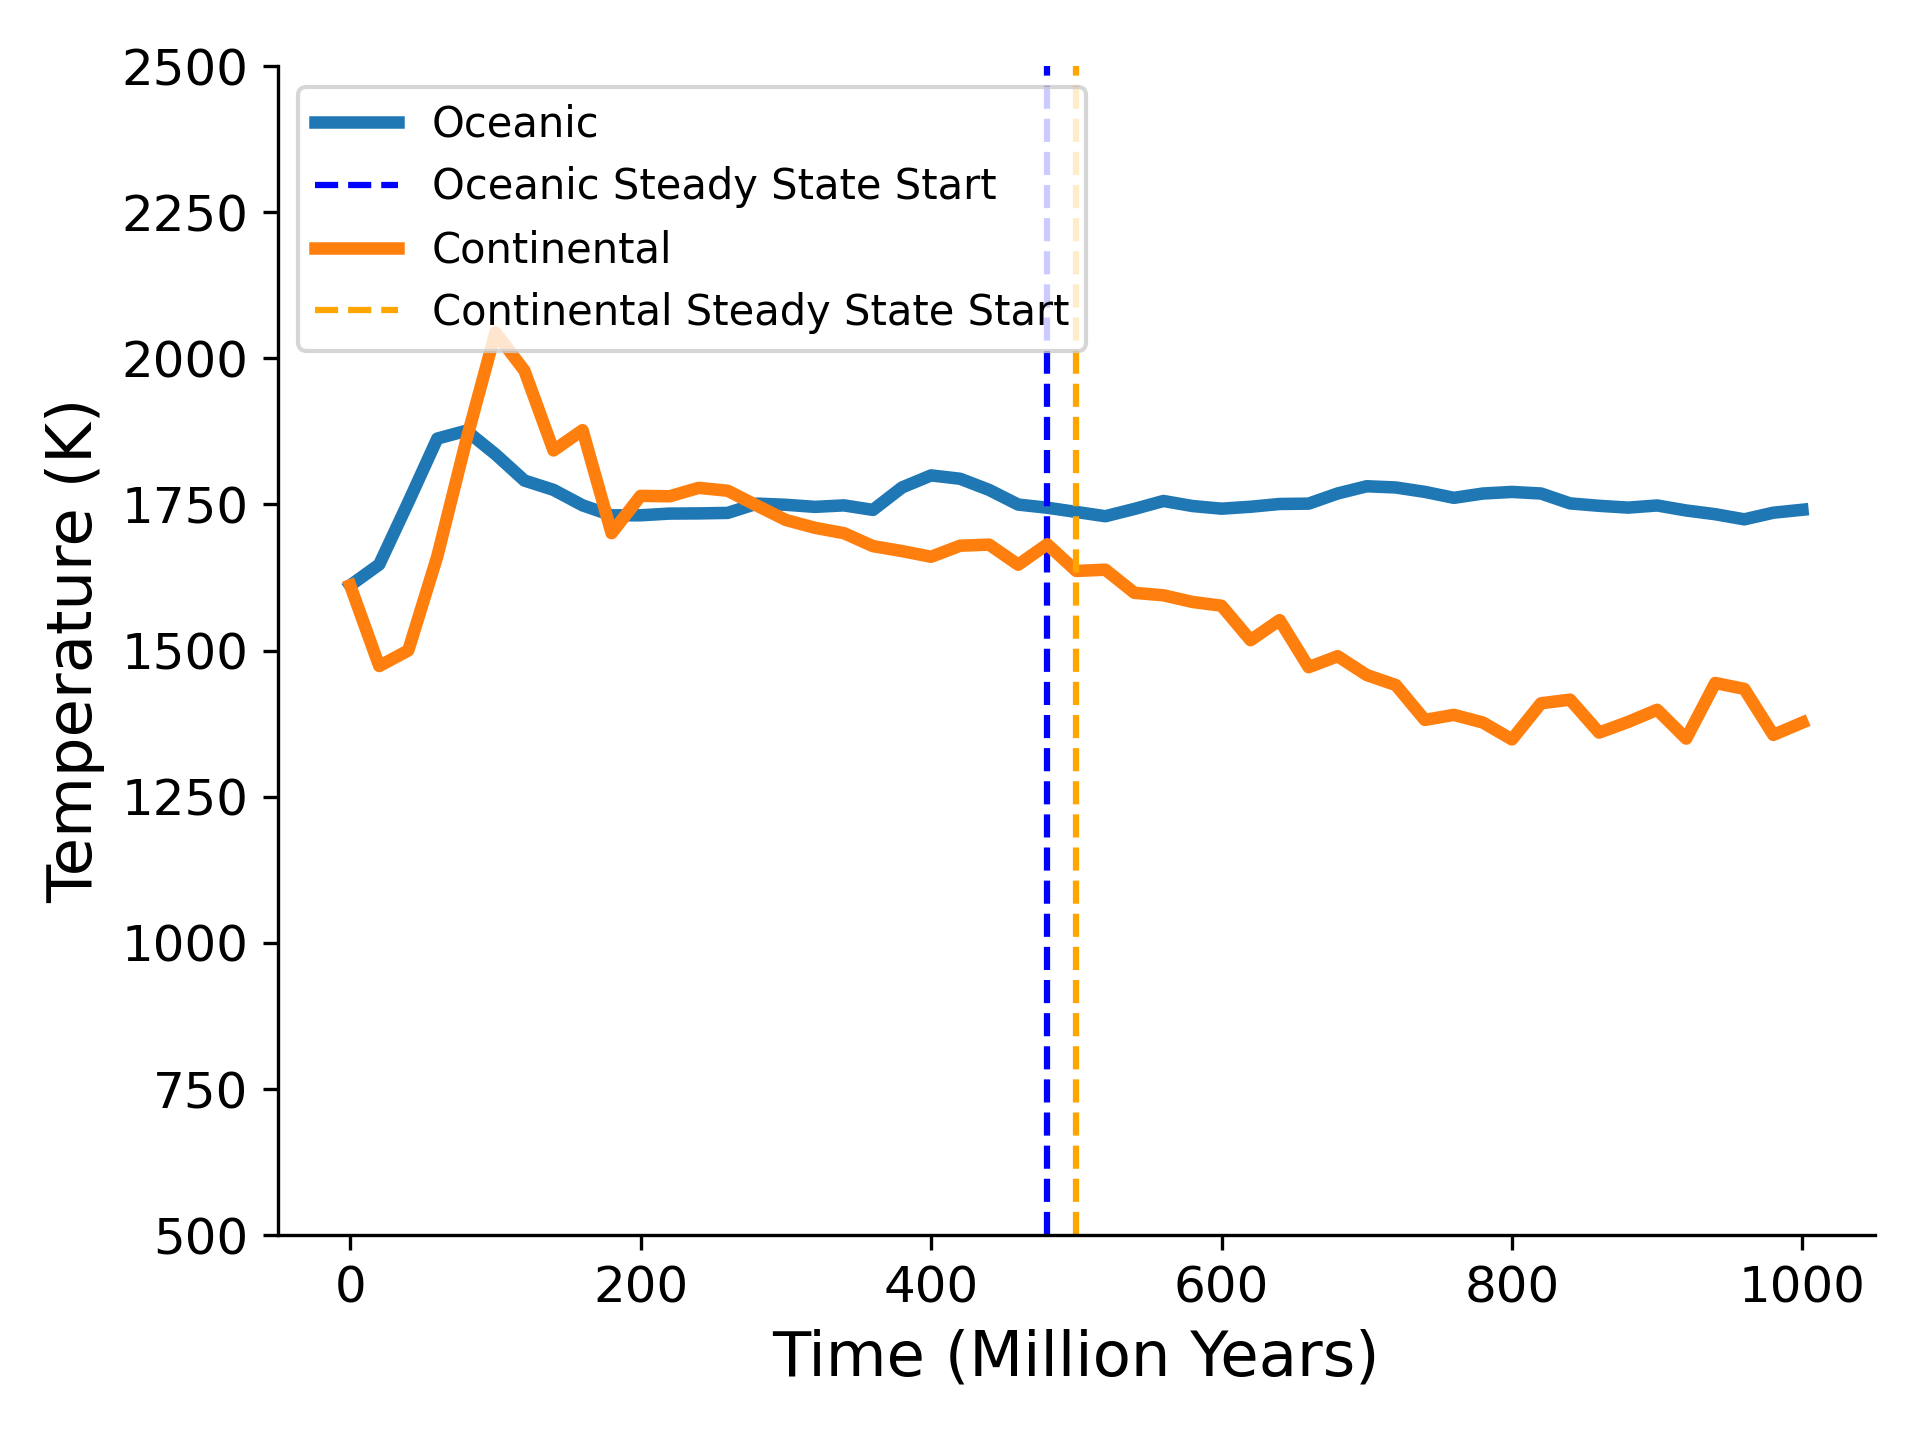 2500
2250
2000
1750
1500
1250
1000
750
500
Temperature (K)
Oceanic
Oceanic Steady State Start
Continental
Continental Steady State Start
0 200 400 600 800 1000
Time (Million Years)